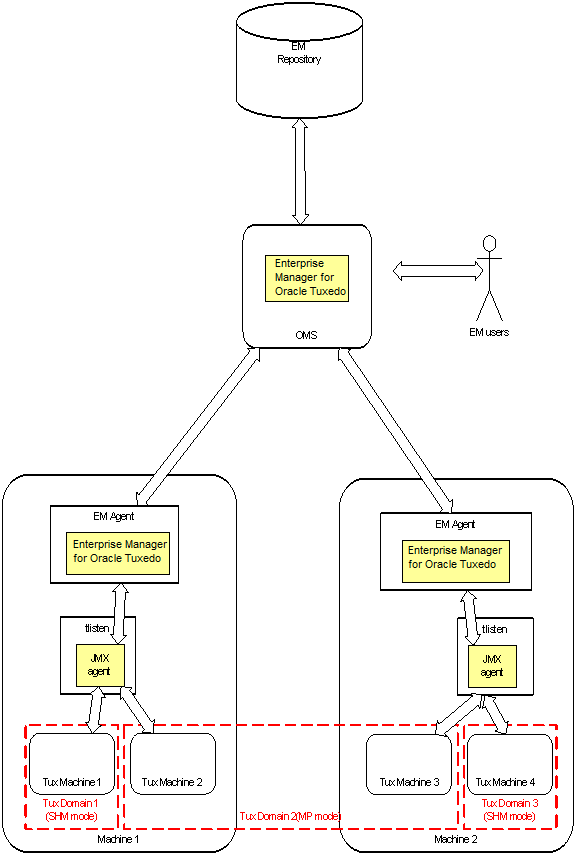 EM
Repository
Enterprise
Manager for
Oracle Tuxedo
OMS
EM users
EM Agent
Enterprise Manager
for Oracle Tuxedo
tlisten
JMX
agent
Tux Machine 1
Tux Machine 2
Tux Domain 1
(SHM mode)
Machine 1
EM Agent
Enterprise Manager
for Oracle Tuxedo
tlisten
JMX
agent
Tux Machine 3
Tux Machine 4
Tux Domain 2(MP mode)
Tux Domain 3
(SHM mode)
Machine 2